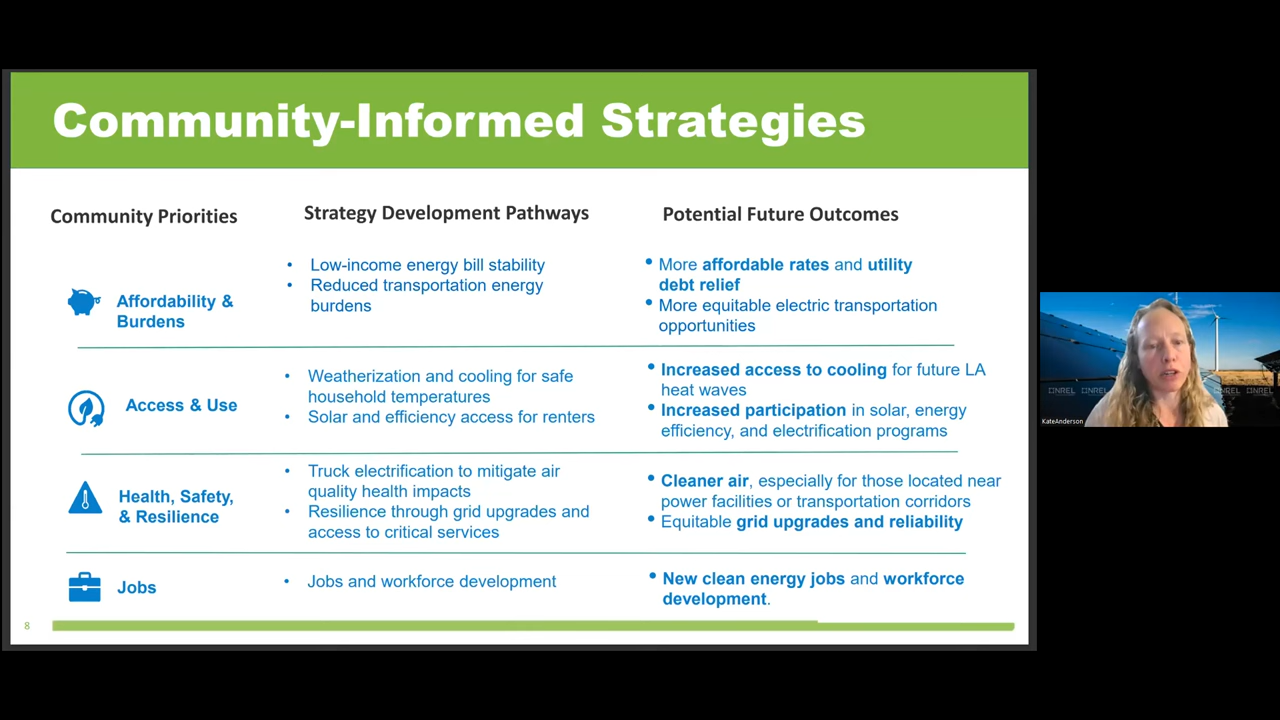 Community-Informed Strategies
Community Priorities
Strategy Development Pathways
Potential Future Outcomes
Affordability &
Burdens
• Low-income energy bill stability
• Reduced transportation energy
burdens
• More affordable rates and utility
debt relief
• More equitable electric transportation
opportunities
Access & Use
• Weatherization and cooling for safe
household temperatures
• Solar and efficiency access for renters
• Increased access to cooling for future LA
heat waves
• Increased participation in solar, energy
efficiency, and electrification programs
Health, Safety,
& Resilience
• Truck electrification to mitigate air
quality health impacts
• Resilience through grid upgrades and
access to critical services
• Cleaner air, especially for those located near
power facilities or transportation corridors
• Equitable grid upgrades and reliability
Jobs
• Jobs and workforce development
• New clean energy jobs and workforce
development.
8
NREL
NREL
NREL
NREL
KateAnderson